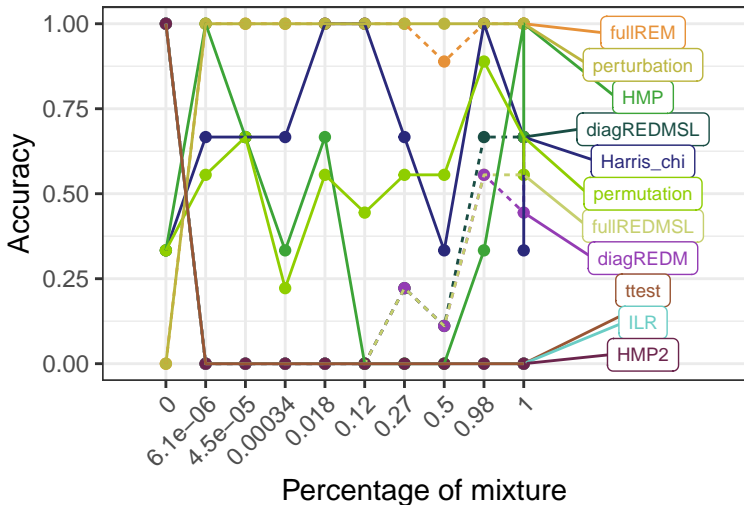 1.00
0.75
0.50
0.25
0.00
Accuracy
fullREM
perturbation
HMP
diagREDMSL
Harris_chi
permutation
fullREDMSL
diagREDM
ttest
ILR
HMP2
0
6.1e−06
4.5e−05
0.00034
0.018
0.12
0.27
0.5
0.98
1
Percentage of mixture